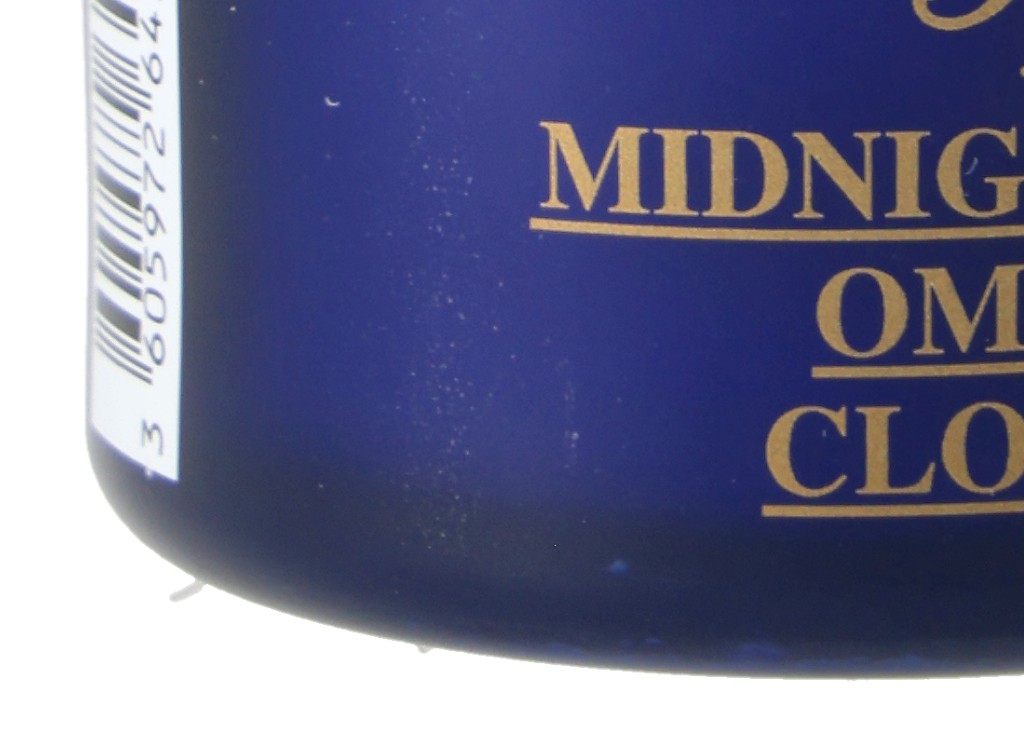 MIDNIG
OM
CLO
3 605972 64